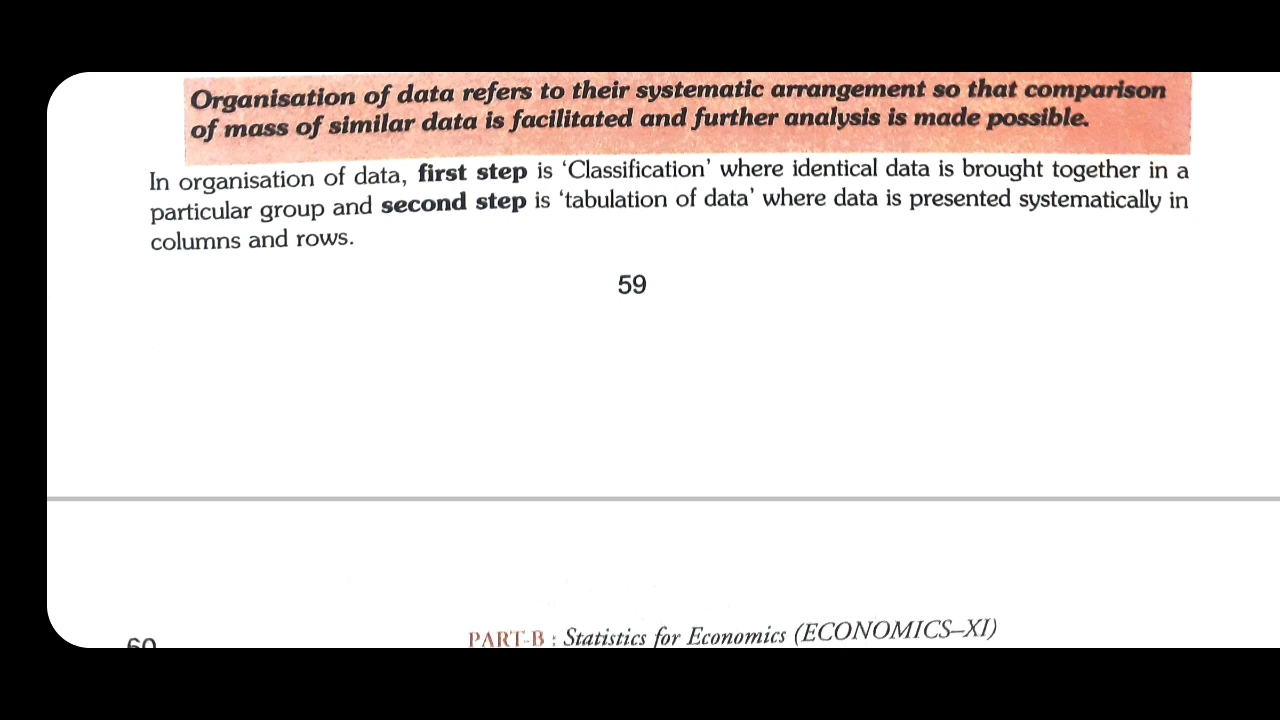 Organisation of data refers to their systematic arrangement so that comparison
of mass of similar data is facilitated and further analysis is made possible.
In organisation of data, first step is ‘Classification’ where identical data is brought together in a
particular group and second step is ‘tabulation of data’ where data is presented systematically in
columns and rows.
59
60 PART-B : Statistics for Economics (ECONOMICS–XI)